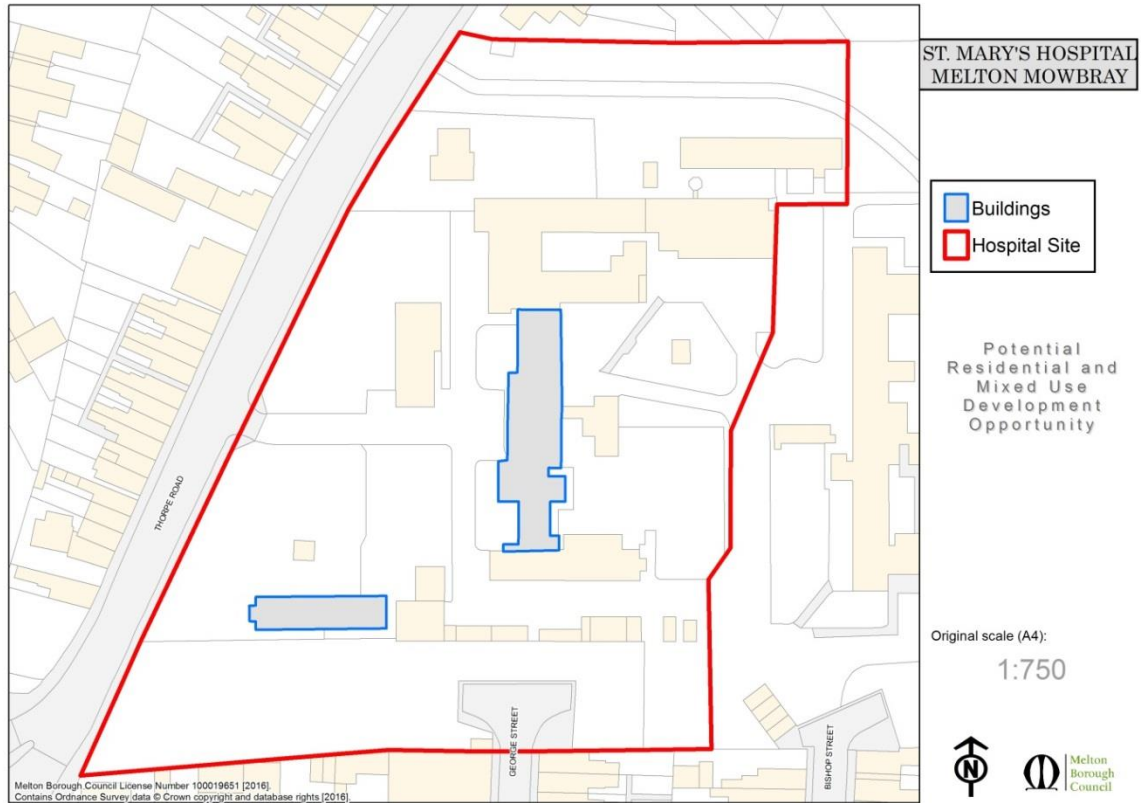 ST. MARY'S HOSPITAL
MELTON MOWBRAY
Buildings
Hospital Site
Potential
Residential and
Mixed Use
Development
Opportunity
THORPE ROAD
GEORGE STREET
BISHOP STREET
Original scale (A4):
1:750
N
Melton
Borough
Council
Melton Borough Council License Number 100019651 [2016].
Contains Ordnance Survey data © Crown copyright and database rights [2016].